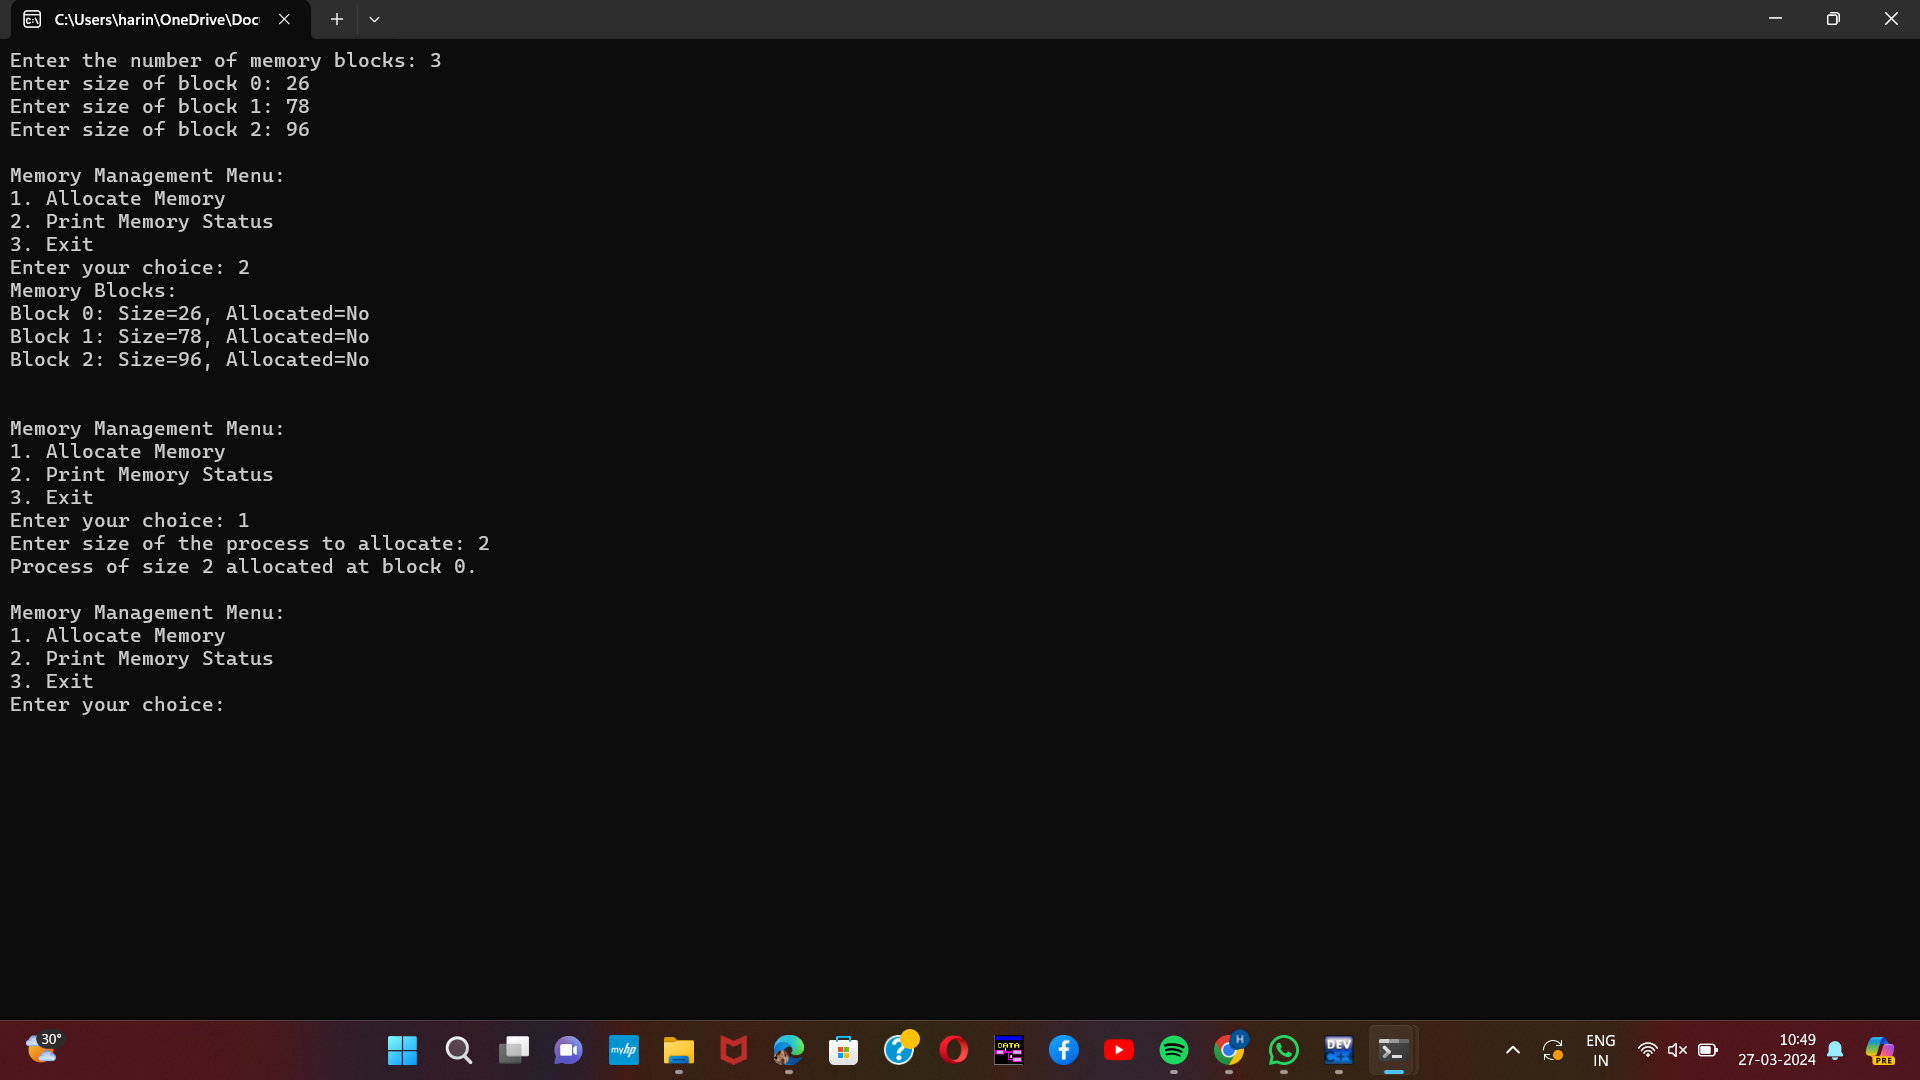 C:\Users\harin\OneDrive\Doc
Enter the number of memory blocks: 3
Enter size of block 0: 26
Enter size of block 1: 78
Enter size of block 2: 96
Memory Management Menu:
1. Allocate Memory
2. Print Memory Status
3. Exit
Enter your choice: 2
Memory Blocks:
Block 0: Size=26, Allocated=No
Block 1: Size=78, Allocated=No
Block 2: Size=96, Allocated=No
Memory Management Menu:
1. Allocate Memory
2. Print Memory Status
3. Exit
Enter your choice: 1
Enter size of the process to allocate: 2
Process of size 2 allocated at block 0.
Memory Management Menu:
1. Allocate Memory
2. Print Memory Status
3. Exit
Enter your choice:
30°
myhp
DATA
H
DEV
C++
ENG
IN
10:49
27-03-2024
PRE